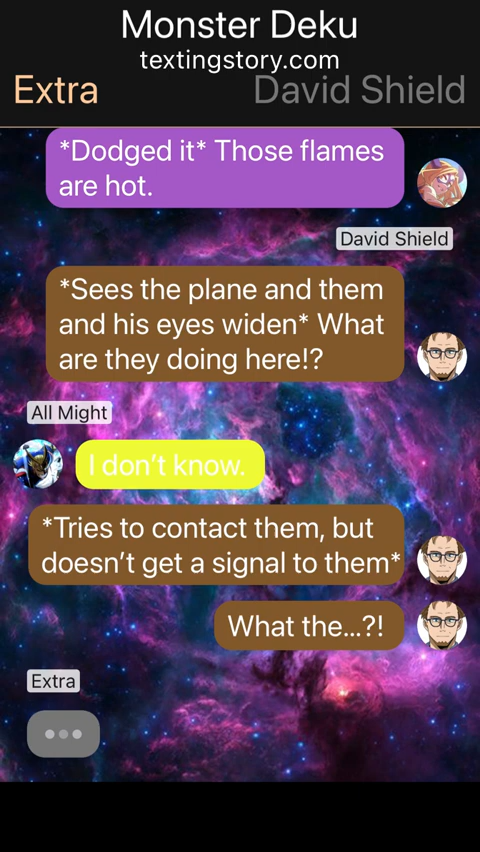 Monster Deku
textingstory.com
Extra
David Shield
*Dodged it* Those flames
are hot.
David Shield
*Sees the plane and them
and his eyes widen* What
are they doing here!?
All Might
I don’t know.
*Tries to contact them, but
doesn’t get a signal to them*
What the...?!
Extra